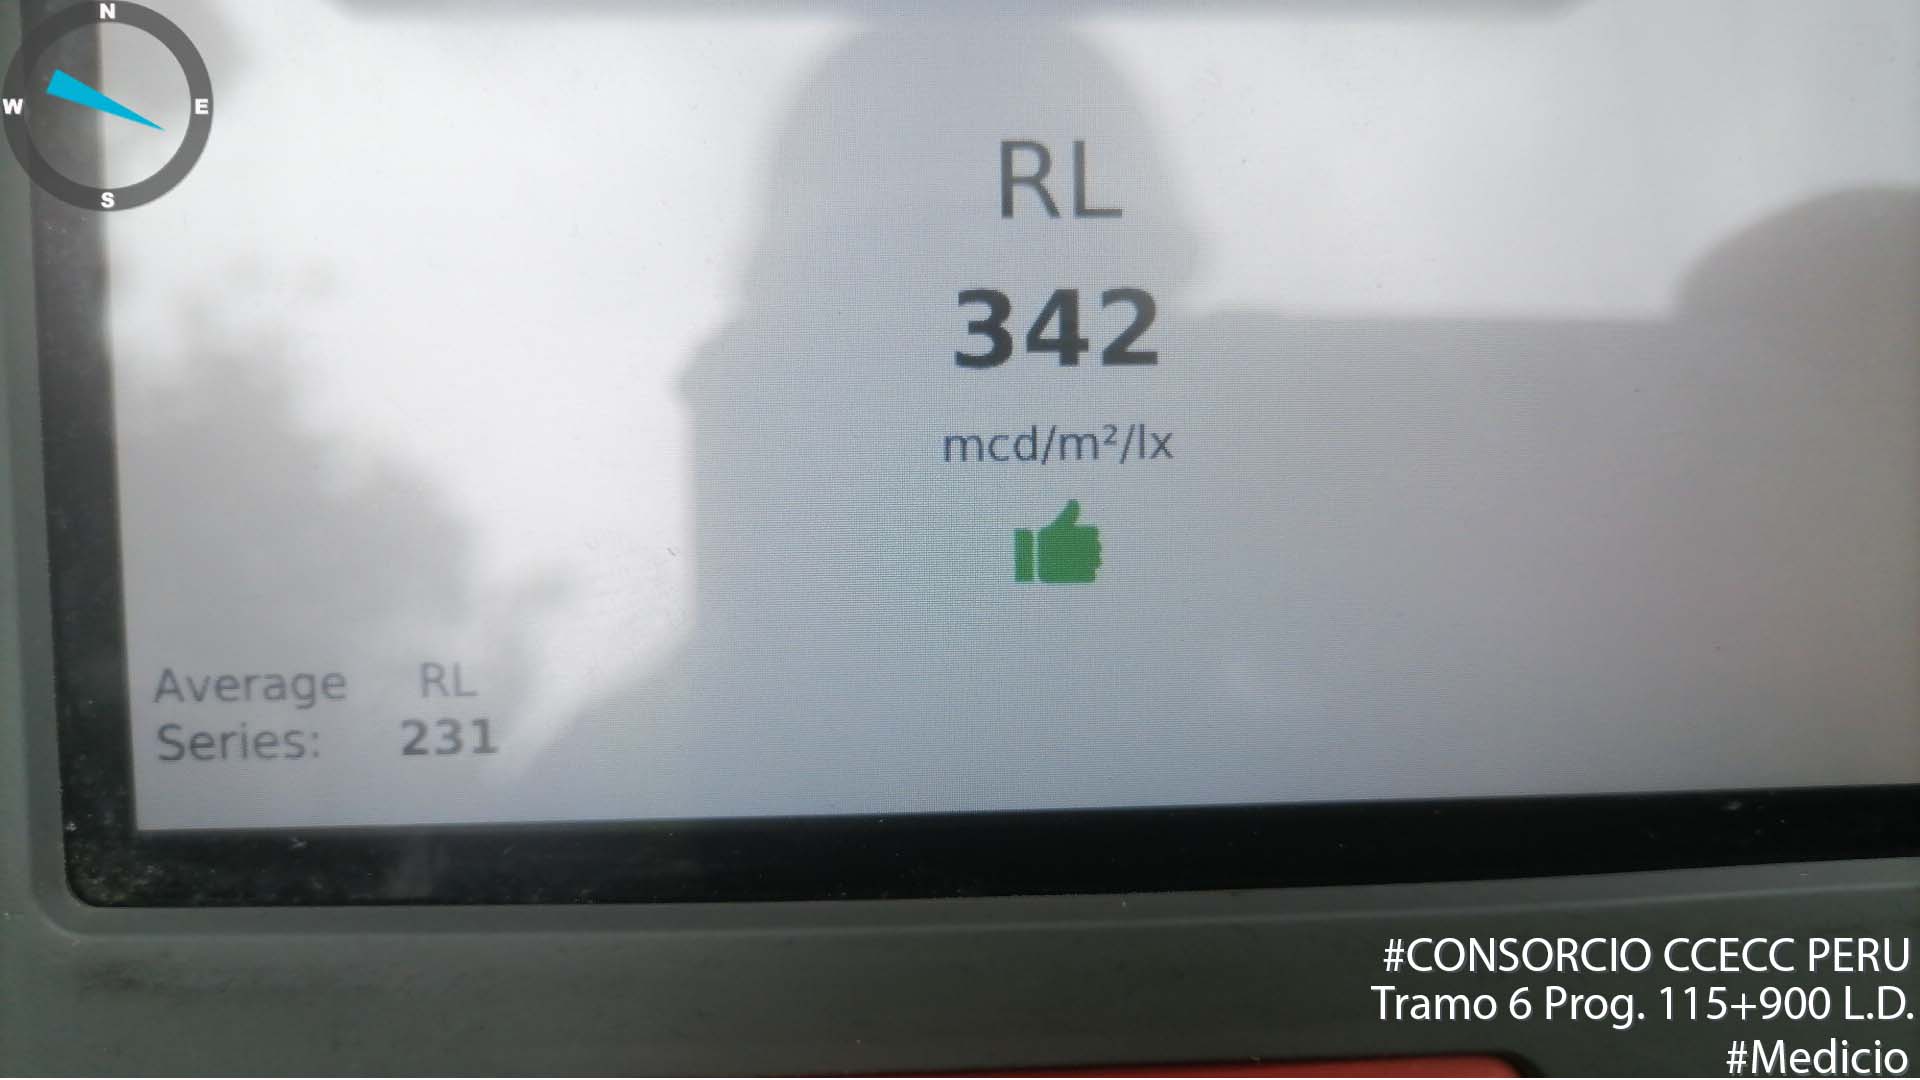 N
W
E
S
RL
342
mcd/m²/lx
Average RL
Series: 231
#CONSORCIO CCECC PERU
Tramo 6 Prog. 115+900 L.D.
#Medicio